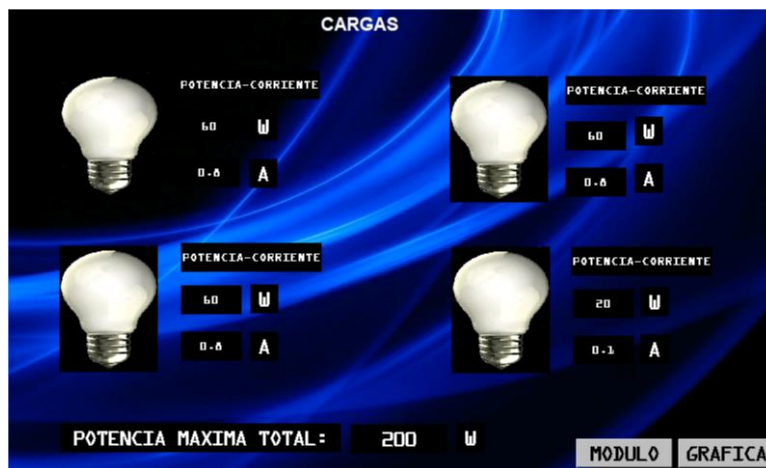 CARGAS
POTENCIA-CORRIENTE
60 W
0.8 A
POTENCIA-CORRIENTE
60 W
0.8 A
POTENCIA-CORRIENTE
60 W
0.8 A
POTENCIA-CORRIENTE
20 W
0.1 A
POTENCIA MAXIMA TOTAL: 200 W
MODULO GRAFICA